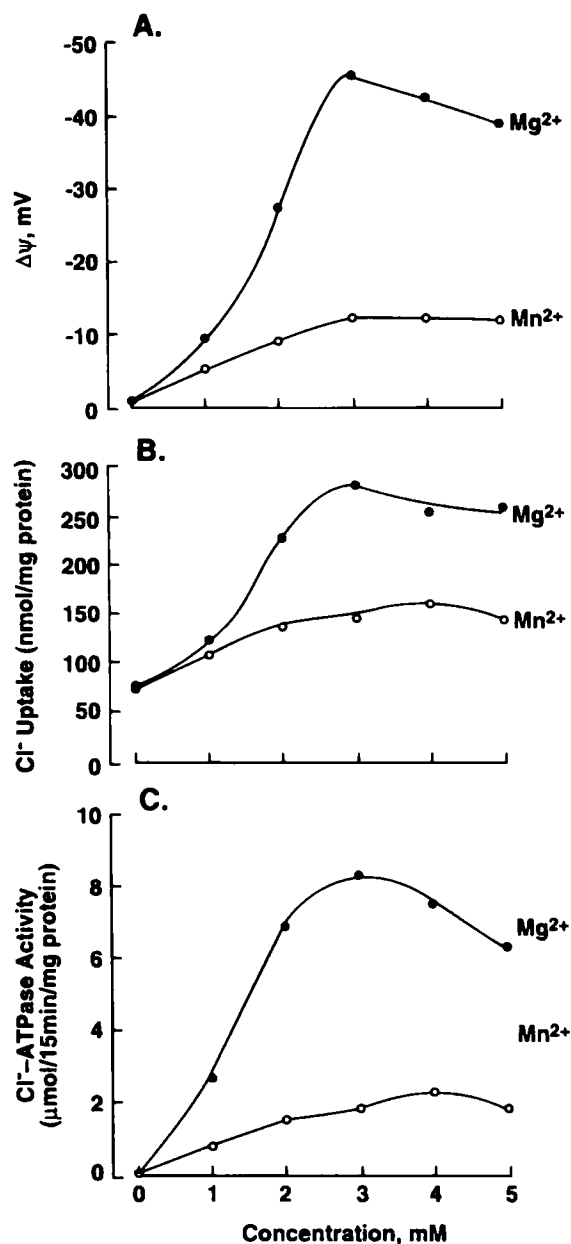 A.
-50
-40
-30
-20
-10
0
Δψ, mV
Mg²⁺
Mn²⁺
B.
300
250
200
150
100
50
0
Cl⁻ Uptake (nmol/mg protein)
Mg²⁺
Mn²⁺
C.
10
8
6
4
2
0
Cl⁻–ATPase Activity
(μmol/15min/mg protein)
Mg²⁺
Mn²⁺
0 1 2 3 4 5
Concentration, mM